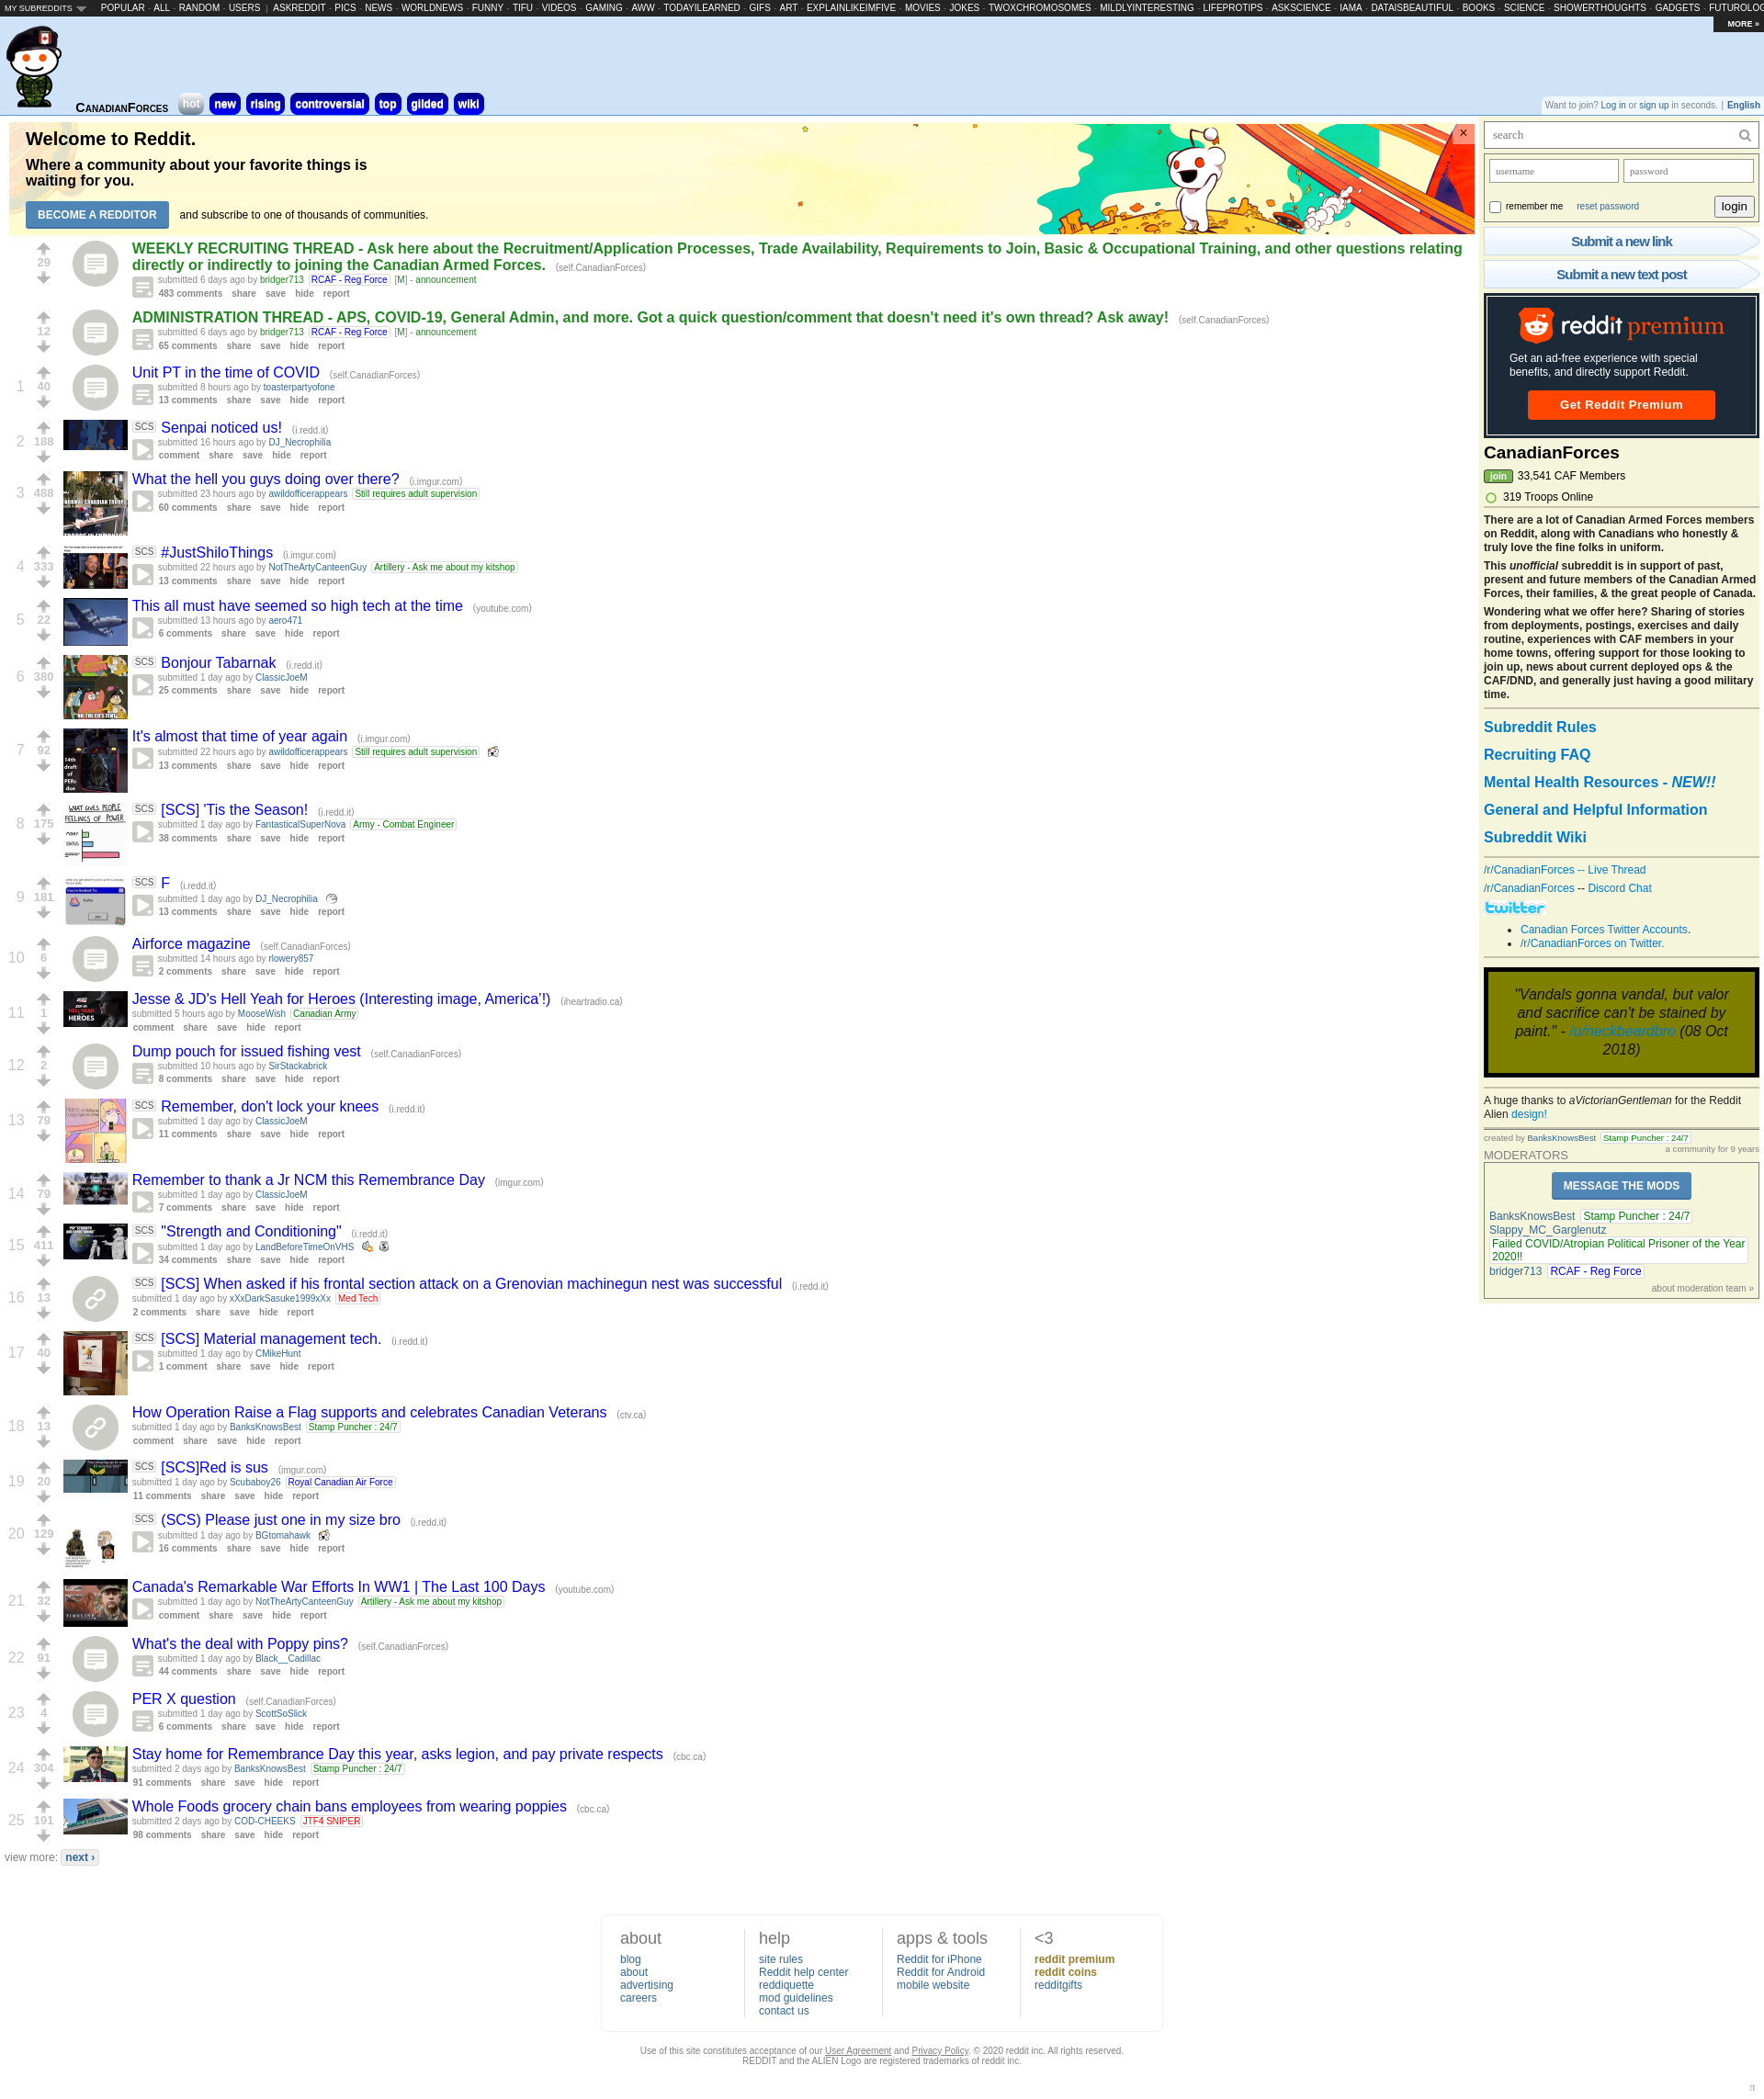 MY SUBREDDITS POPULAR - ALL - RANDOM - USERS | ASKREDDIT - PICS - NEWS - WORLDNEWS - FUNNY - TIFU - VIDEOS - GAMING - AWW - TODAYILEARNED - GIFS - ART - EXPLAINLIKEIMFIVE - MOVIES - JOKES - TWOXCHROMOSOMES - MILDLYINTERESTING - LIFEPROTIPS - ASKSCIENCE - IAMA - DATAISBEAUTIFUL - BOOKS - SCIENCE - SHOWERTHOUGHTS - GADGETS - FUTUROLOG
MORE »
CANADIANFORCES hot new rising controversial top gilded wiki
Want to join? Log in or sign up in seconds. | English
Welcome to Reddit.
Where a community about your favorite things is
waiting for you.
BECOME A REDDITOR and subscribe to one of thousands of communities.
×
29
WEEKLY RECRUITING THREAD - Ask here about the Recruitment/Application Processes, Trade Availability, Requirements to Join, Basic & Occupational Training, and other questions relating
directly or indirectly to joining the Canadian Armed Forces. (self.CanadianForces)
submitted 6 days ago by bridger713 RCAF - Reg Force [M] - announcement
483 comments share save hide report
12
ADMINISTRATION THREAD - APS, COVID-19, General Admin, and more. Got a quick question/comment that doesn't need it's own thread? Ask away! (self.CanadianForces)
submitted 6 days ago by bridger713 RCAF - Reg Force [M] - announcement
65 comments share save hide report
1 40
Unit PT in the time of COVID (self.CanadianForces)
submitted 8 hours ago by toasterpartyofone
13 comments share save hide report
2 188
SCS Senpai noticed us! (i.redd.it)
submitted 16 hours ago by DJ_Necrophilia
comment share save hide report
3 488
What the hell you guys doing over there? (i.imgur.com)
submitted 23 hours ago by awildofficerappears Still requires adult supervision
60 comments share save hide report
4 333
SCS #JustShiloThings (i.imgur.com)
submitted 22 hours ago by NotTheArtyCanteenGuy Artillery - Ask me about my kitshop
13 comments share save hide report
5 22
This all must have seemed so high tech at the time (youtube.com)
submitted 13 hours ago by aero471
6 comments share save hide report
6 380
SCS Bonjour Tabarnak (i.redd.it)
submitted 1 day ago by ClassicJoeM
25 comments share save hide report
7 92
It's almost that time of year again (i.imgur.com)
submitted 22 hours ago by awildofficerappears Still requires adult supervision
13 comments share save hide report
14th
draft
of
PERs
due
8 175
WHAT GIVES PEOPLE
FEELINGS OF POWER
SCS [SCS] 'Tis the Season! (i.redd.it)
submitted 1 day ago by FantasticalSuperNova Army - Combat Engineer
38 comments share save hide report
9 181
SCS F (i.redd.it)
submitted 1 day ago by DJ_Necrophilia
13 comments share save hide report
10 6
Airforce magazine (self.CanadianForces)
submitted 14 hours ago by rlowery857
2 comments share save hide report
11 1
Jesse & JD's Hell Yeah for Heroes (Interesting image, America'!) (iheartradio.ca)
submitted 5 hours ago by MooseWish Canadian Army
comment share save hide report
12 2
Dump pouch for issued fishing vest (self.CanadianForces)
submitted 10 hours ago by SirStackabrick
8 comments share save hide report
13 79
SCS Remember, don't lock your knees (i.redd.it)
submitted 1 day ago by ClassicJoeM
11 comments share save hide report
14 79
Remember to thank a Jr NCM this Remembrance Day (imgur.com)
submitted 1 day ago by ClassicJoeM
7 comments share save hide report
15 411
SCS "Strength and Conditioning" (i.redd.it)
submitted 1 day ago by LandBeforeTimeOnVHS
34 comments share save hide report
16 13
SCS [SCS] When asked if his frontal section attack on a Grenovian machinegun nest was successful (i.redd.it)
submitted 1 day ago by xXxDarkSasuke1999xXx Med Tech
2 comments share save hide report
17 40
SCS [SCS] Material management tech. (i.redd.it)
submitted 1 day ago by CMikeHunt
1 comment share save hide report
18 13
How Operation Raise a Flag supports and celebrates Canadian Veterans (ctv.ca)
submitted 1 day ago by BanksKnowsBest Stamp Puncher : 24/7
comment share save hide report
19 20
SCS [SCS]Red is sus (imgur.com)
submitted 1 day ago by Scubaboy26 Royal Canadian Air Force
11 comments share save hide report
20 129
SCS (SCS) Please just one in my size bro (i.redd.it)
submitted 1 day ago by BGtomahawk
16 comments share save hide report
21 32
TIMELINE
Canada's Remarkable War Efforts In WW1 | The Last 100 Days (youtube.com)
submitted 1 day ago by NotTheArtyCanteenGuy Artillery - Ask me about my kitshop
comment share save hide report
22 91
What's the deal with Poppy pins? (self.CanadianForces)
submitted 1 day ago by Black__Cadillac
44 comments share save hide report
23 4
PER X question (self.CanadianForces)
submitted 1 day ago by ScottSoSlick
6 comments share save hide report
24 304
Stay home for Remembrance Day this year, asks legion, and pay private respects (cbc.ca)
submitted 2 days ago by BanksKnowsBest Stamp Puncher : 24/7
91 comments share save hide report
25 191
Whole Foods grocery chain bans employees from wearing poppies (cbc.ca)
submitted 2 days ago by COD-CHEEKS JTF4 SNIPER
98 comments share save hide report
view more: next ›
search
username password
remember me reset password login
Submit a new link
Submit a new text post
reddit premium
Get an ad-free experience with special
benefits, and directly support Reddit.
Get Reddit Premium
CanadianForces
join 33,541 CAF Members
319 Troops Online
There are a lot of Canadian Armed Forces members
on Reddit, along with Canadians who honestly &
truly love the fine folks in uniform.
This unofficial subreddit is in support of past,
present and future members of the Canadian Armed
Forces, their families, & the great people of Canada.
Wondering what we offer here? Sharing of stories
from deployments, postings, exercises and daily
routine, experiences with CAF members in your
home towns, offering support for those looking to
join up, news about current deployed ops & the
CAF/DND, and generally just having a good military
time.
Subreddit Rules
Recruiting FAQ
Mental Health Resources - NEW!!
General and Helpful Information
Subreddit Wiki
/r/CanadianForces -- Live Thread
/r/CanadianForces -- Discord Chat
twitter
• Canadian Forces Twitter Accounts.
• /r/CanadianForces on Twitter.
"Vandals gonna vandal, but valor
and sacrifice can't be stained by
paint." - /u/neckbeardbro (08 Oct
2018)
A huge thanks to aVictorianGentleman for the Reddit
Alien design!
created by BanksKnowsBest Stamp Puncher : 24/7
a community for 9 years
MODERATORS
MESSAGE THE MODS
BanksKnowsBest Stamp Puncher : 24/7
Slappy_MC_Garglenutz
Failed COVID/Atropian Political Prisoner of the Year
2020!!
bridger713 RCAF - Reg Force
about moderation team »
about
blog
about
advertising
careers
help
site rules
Reddit help center
reddiquette
mod guidelines
contact us
apps & tools
Reddit for iPhone
Reddit for Android
mobile website
<3
reddit premium
reddit coins
redditgifts
Use of this site constitutes acceptance of our User Agreement and Privacy Policy. © 2020 reddit inc. All rights reserved.
REDDIT and the ALIEN Logo are registered trademarks of reddit inc.
π